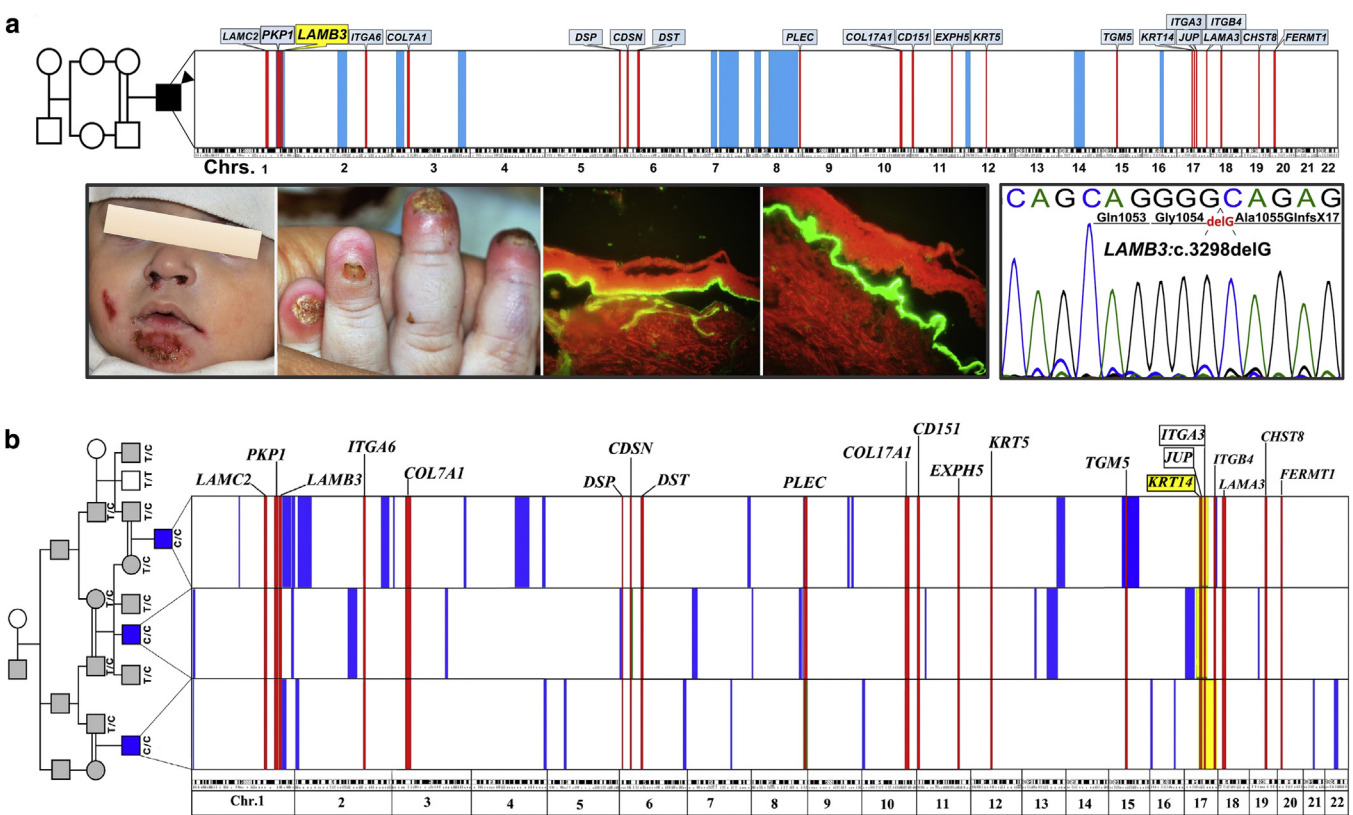 a
ITGA3 ITGB4
LAMC2 PKP1 LAMB3 ITGA6 COL7A1 DSP CDSN DST PLEC COL17A1 CD151 EXPH5 KRT5 TGM5 KRT14 JUP LAMA3 CHST8 FERMT1
Chrs. 1 2 3 4 5 6 7 8 9 10 11 12 13 14 15 16 17 18 19 20 21 22
CAGCAGGGGCAGAG
Gln1053 Gly1054 delG Ala1055GlnfsX17
LAMB3:c.3298delG
b
CD151
ITGA3 CHST8
ITGA6 CDSN KRT5
PKP1 COL17A1 JUP ITGB4
LAMC2 LAMB3 COL7A1 DSP DST PLEC EXPH5 TGM5 KRT14 LAMA3 FERMT1
T/C
T/T
T/C T/C
C/C
T/C
T/C
C/C
T/C
T/C
T/C
C/C
Chr.1 2 3 4 5 6 7 8 9 10 11 12 13 14 15 16 17 18 19 20 21 22